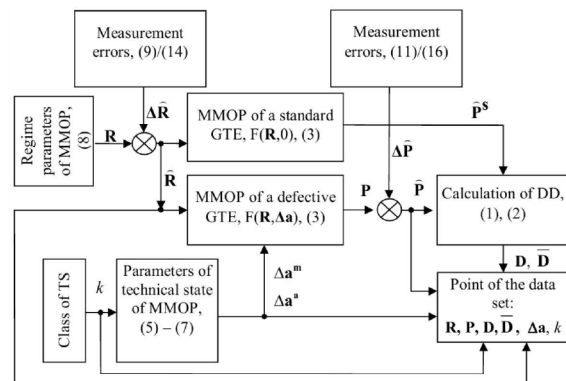 Measurement
errors, (9)/(14)
Measurement
errors, (11)/(16)
Regime
parameters
of MMOP,
(8)
R
ΔR̂
R̂
MMOP of a standard
GTE, F(R,0), (3)
P̂ˢ
ΔP̂
MMOP of a defective
GTE, F(R,Δa), (3)
P
P̂
Calculation of DD,
(1), (2)
D, D̅
Class of TS
k
Parameters of
technical state
of MMOP,
(5) – (7)
Δaᵐ
Δaᵃ
Point of the data
set:
R, P, D, D̅, Δa, k